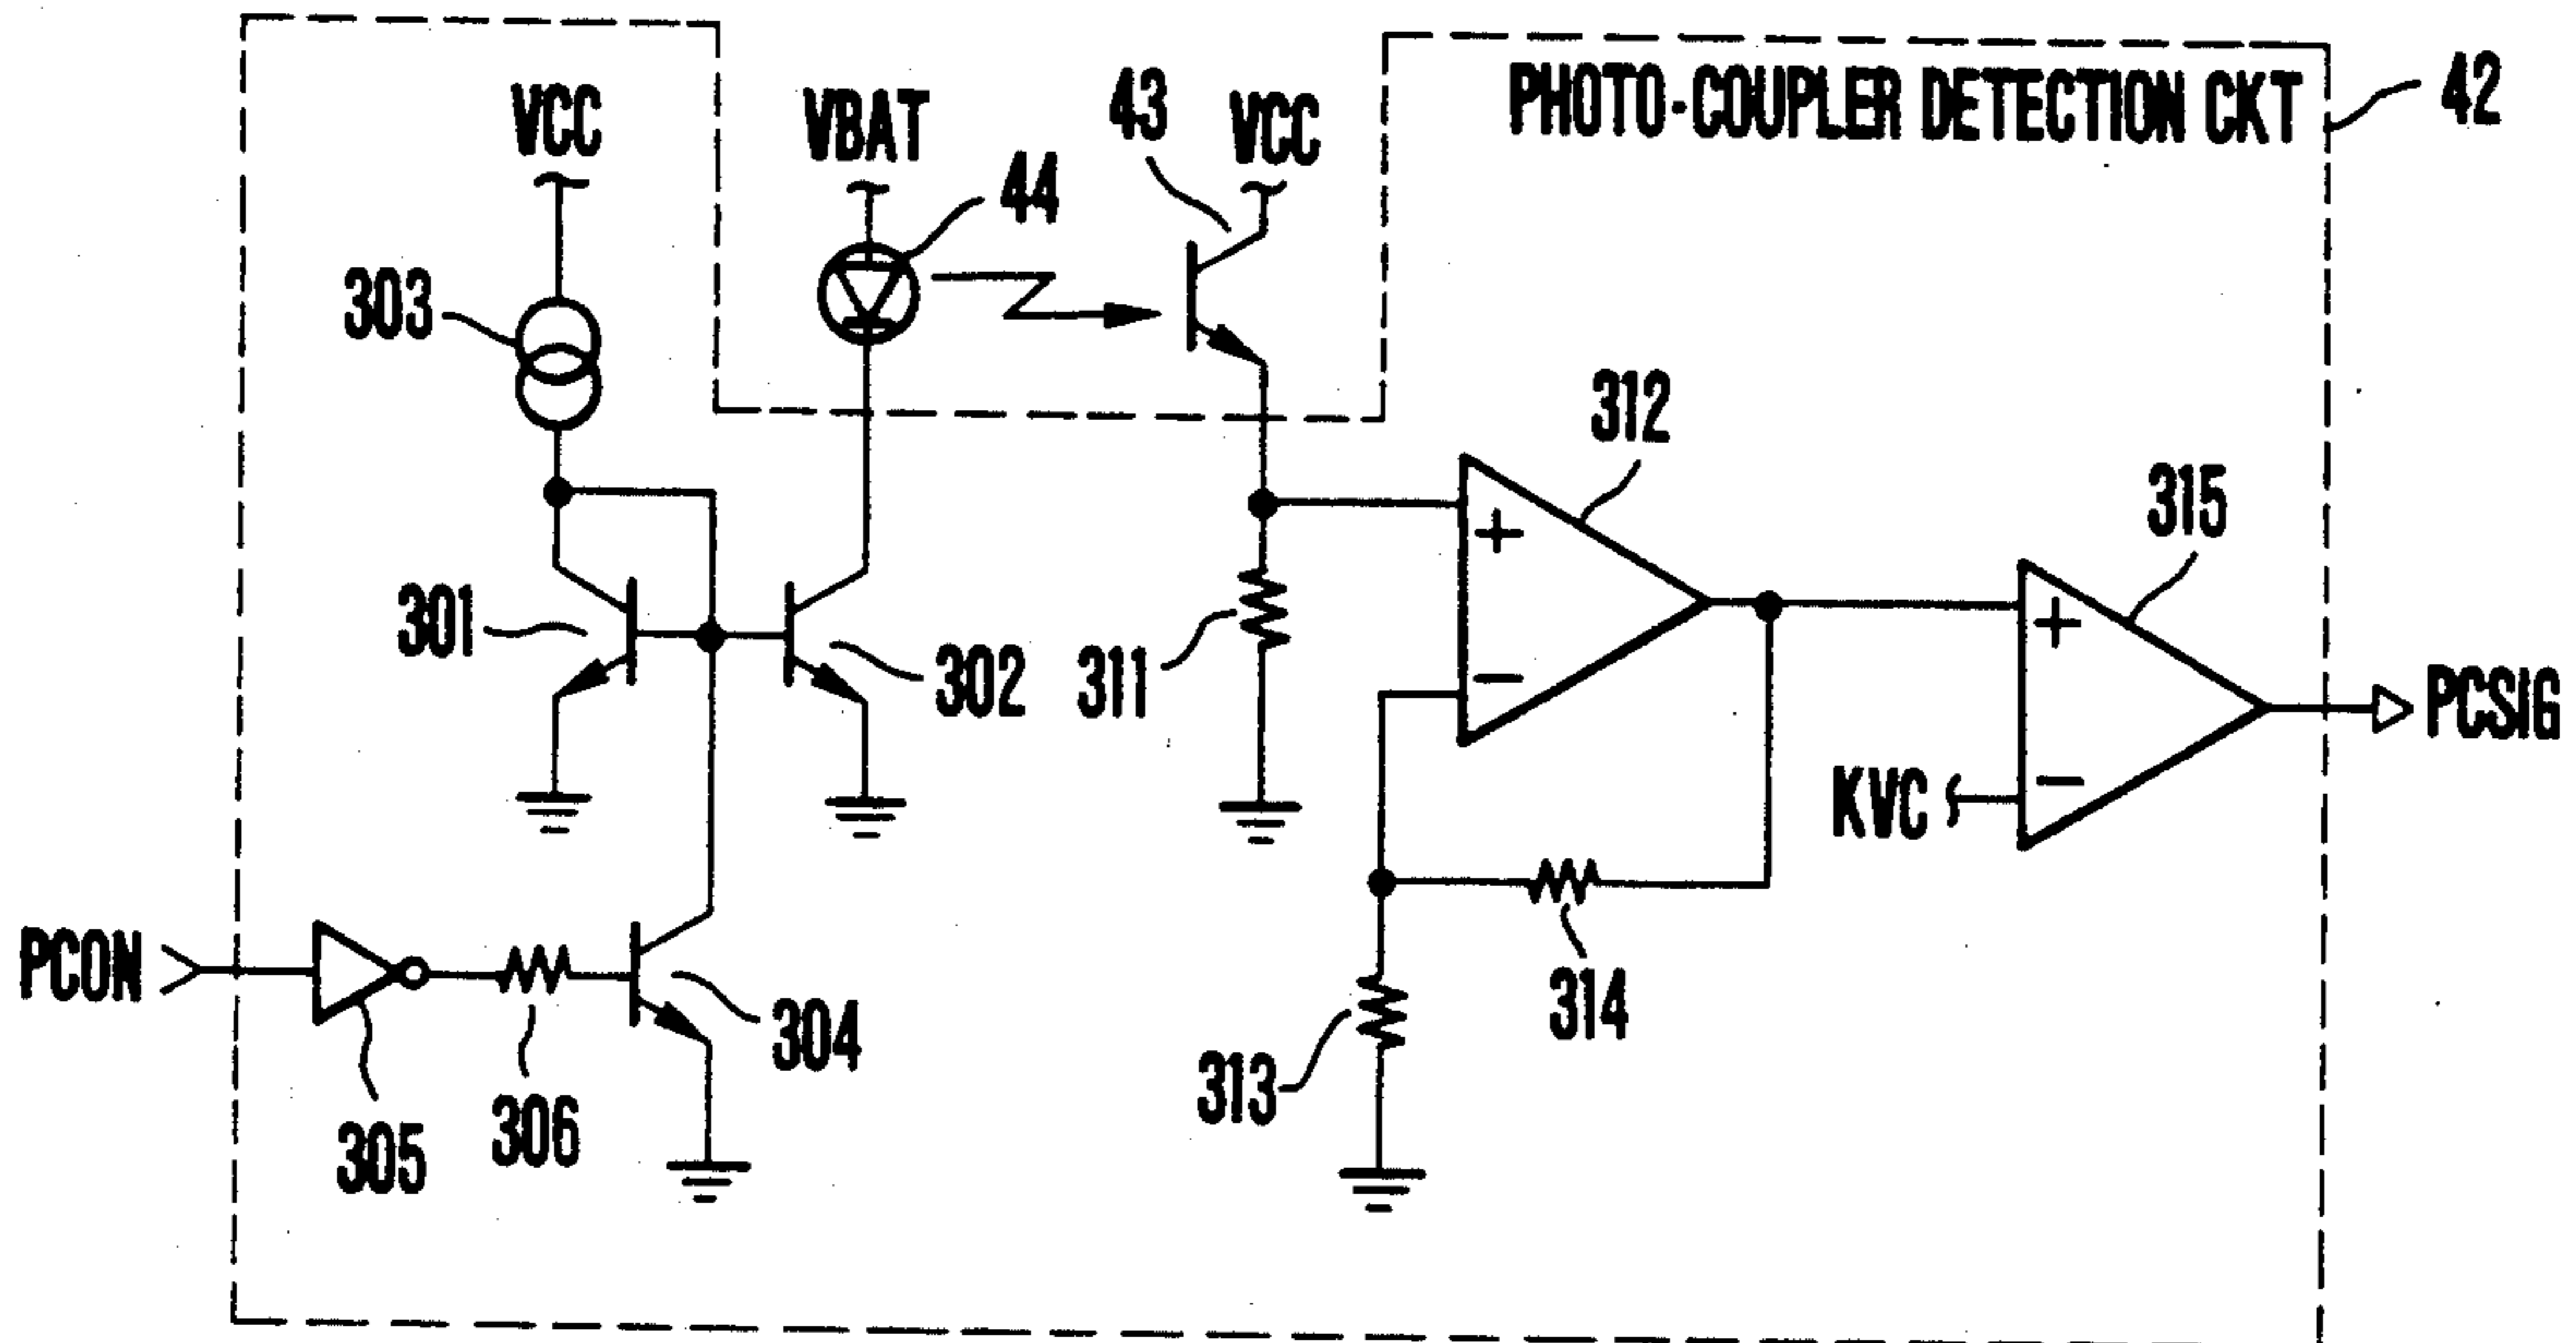 PHOTO-COUPLER DETECTION CKT
42
VCC
VBAT
43
VCC
44
303
312
315
301
302
311
+
−
+
−
KVC
PCSIG
PCON
305
306
304
313
314